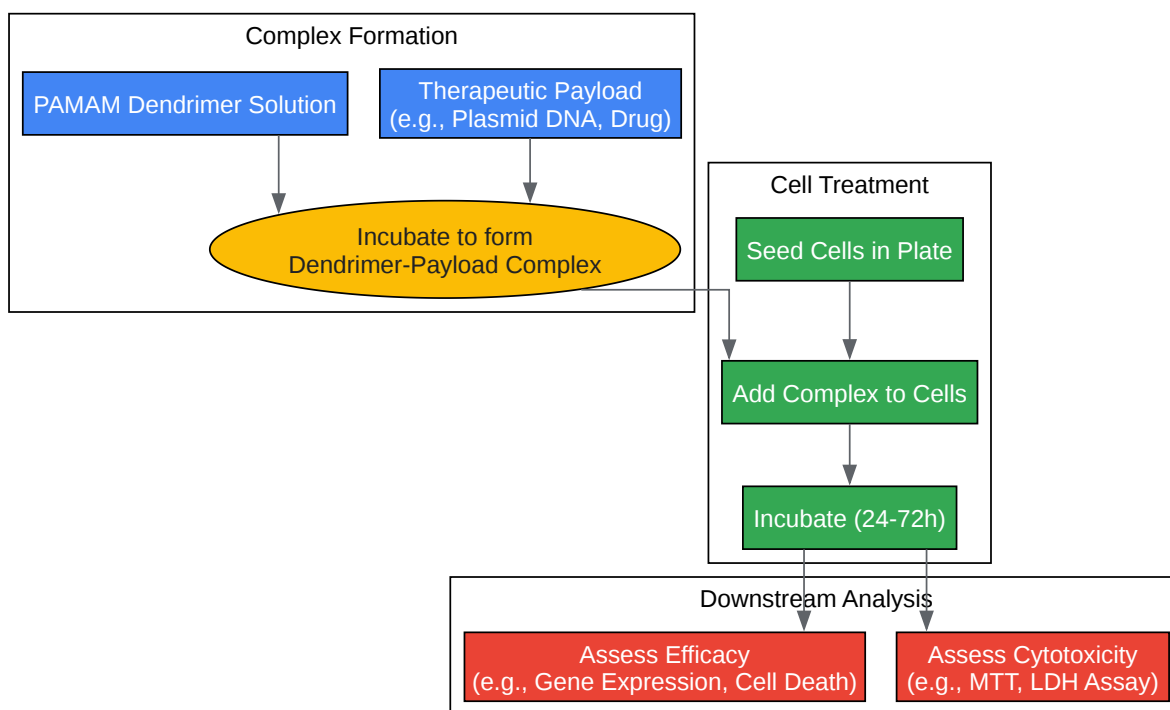 Complex Formation
PAMAM Dendrimer Solution
Therapeutic Payload
(e.g., Plasmid DNA, Drug)
Incubate to form
Dendrimer-Payload Complex
Cell Treatment
Seed Cells in Plate
Add Complex to Cells
Incubate (24-72h)
Downstream Analysis
Assess Efficacy
(e.g., Gene Expression, Cell Death)
Assess Cytotoxicity
(e.g., MTT, LDH Assay)